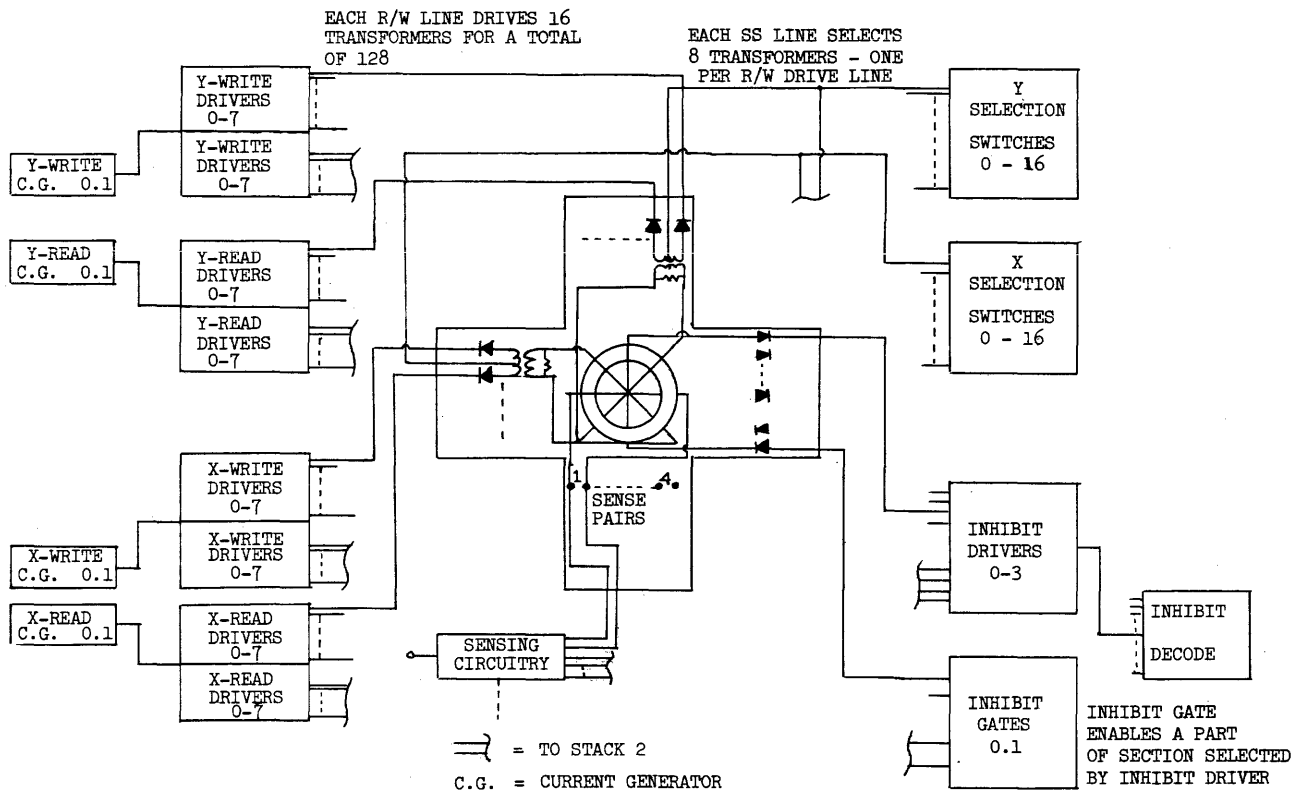 EACH R/W LINE DRIVES 16
TRANSFORMERS FOR A TOTAL
OF 128
EACH SS LINE SELECTS
8 TRANSFORMERS - ONE
PER R/W DRIVE LINE
Y-WRITE
DRIVERS
0-7
Y-WRITE
DRIVERS
0-7
Y-WRITE
C.G. 0.1
Y
SELECTION
SWITCHES
0 - 16
Y-READ
C.G. 0.1
Y-READ
DRIVERS
0-7
Y-READ
DRIVERS
0-7
X
SELECTION
SWITCHES
0 - 16
X-WRITE
DRIVERS
0-7
X-WRITE
DRIVERS
0-7
X-WRITE
C.G. 0.1
X-READ
C.G. 0.1
X-READ
DRIVERS
0-7
X-READ
DRIVERS
0-7
1 4
SENSE
PAIRS
SENSING
CIRCUITRY
INHIBIT
DRIVERS
0-3
INHIBIT
DECODE
INHIBIT
GATES
0.1
INHIBIT GATE
ENABLES A PART
OF SECTION SELECTED
BY INHIBIT DRIVER
= TO STACK 2
C.G. = CURRENT GENERATOR